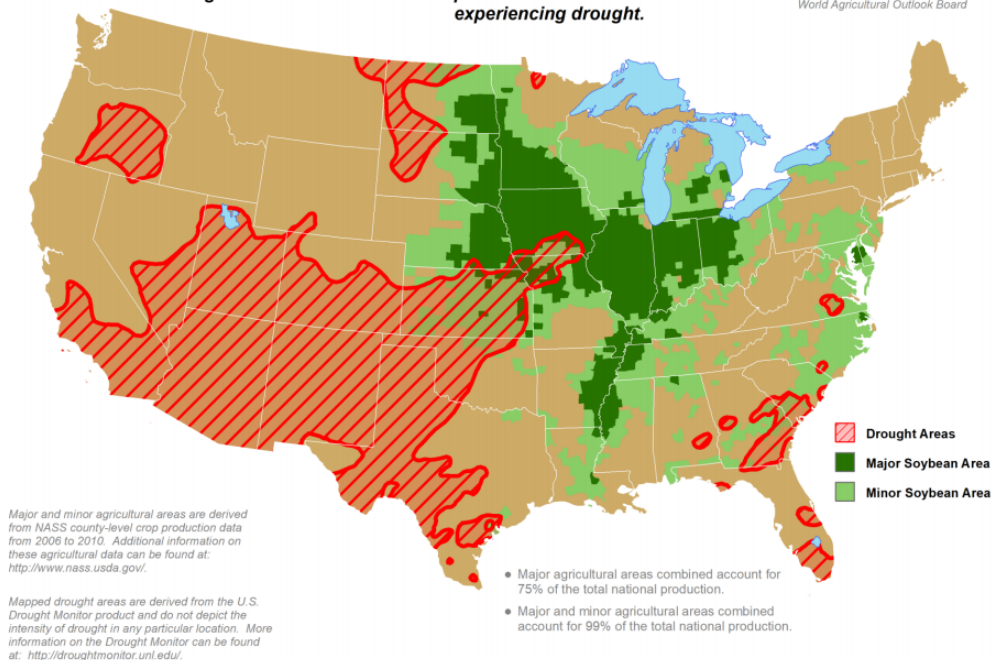 experiencing drought.
World Agricultural Outlook Board
Drought Areas
Major Soybean Area
Minor Soybean Area
Major and minor agricultural areas are derived
from NASS county-level crop production data
from 2006 to 2010.  Additional information on
these agricultural data can be found at:
http://www.nass.usda.gov/.
Mapped drought areas are derived from the U.S.
Drought Monitor product and do not depict the
intensity of drought in any particular location.  More
information on the Drought Monitor can be found
at:  http://droughtmonitor.unl.edu/.
● Major agricultural areas combined account for
75% of the total national production.
● Major and minor agricultural areas combined
account for 99% of the total national production.